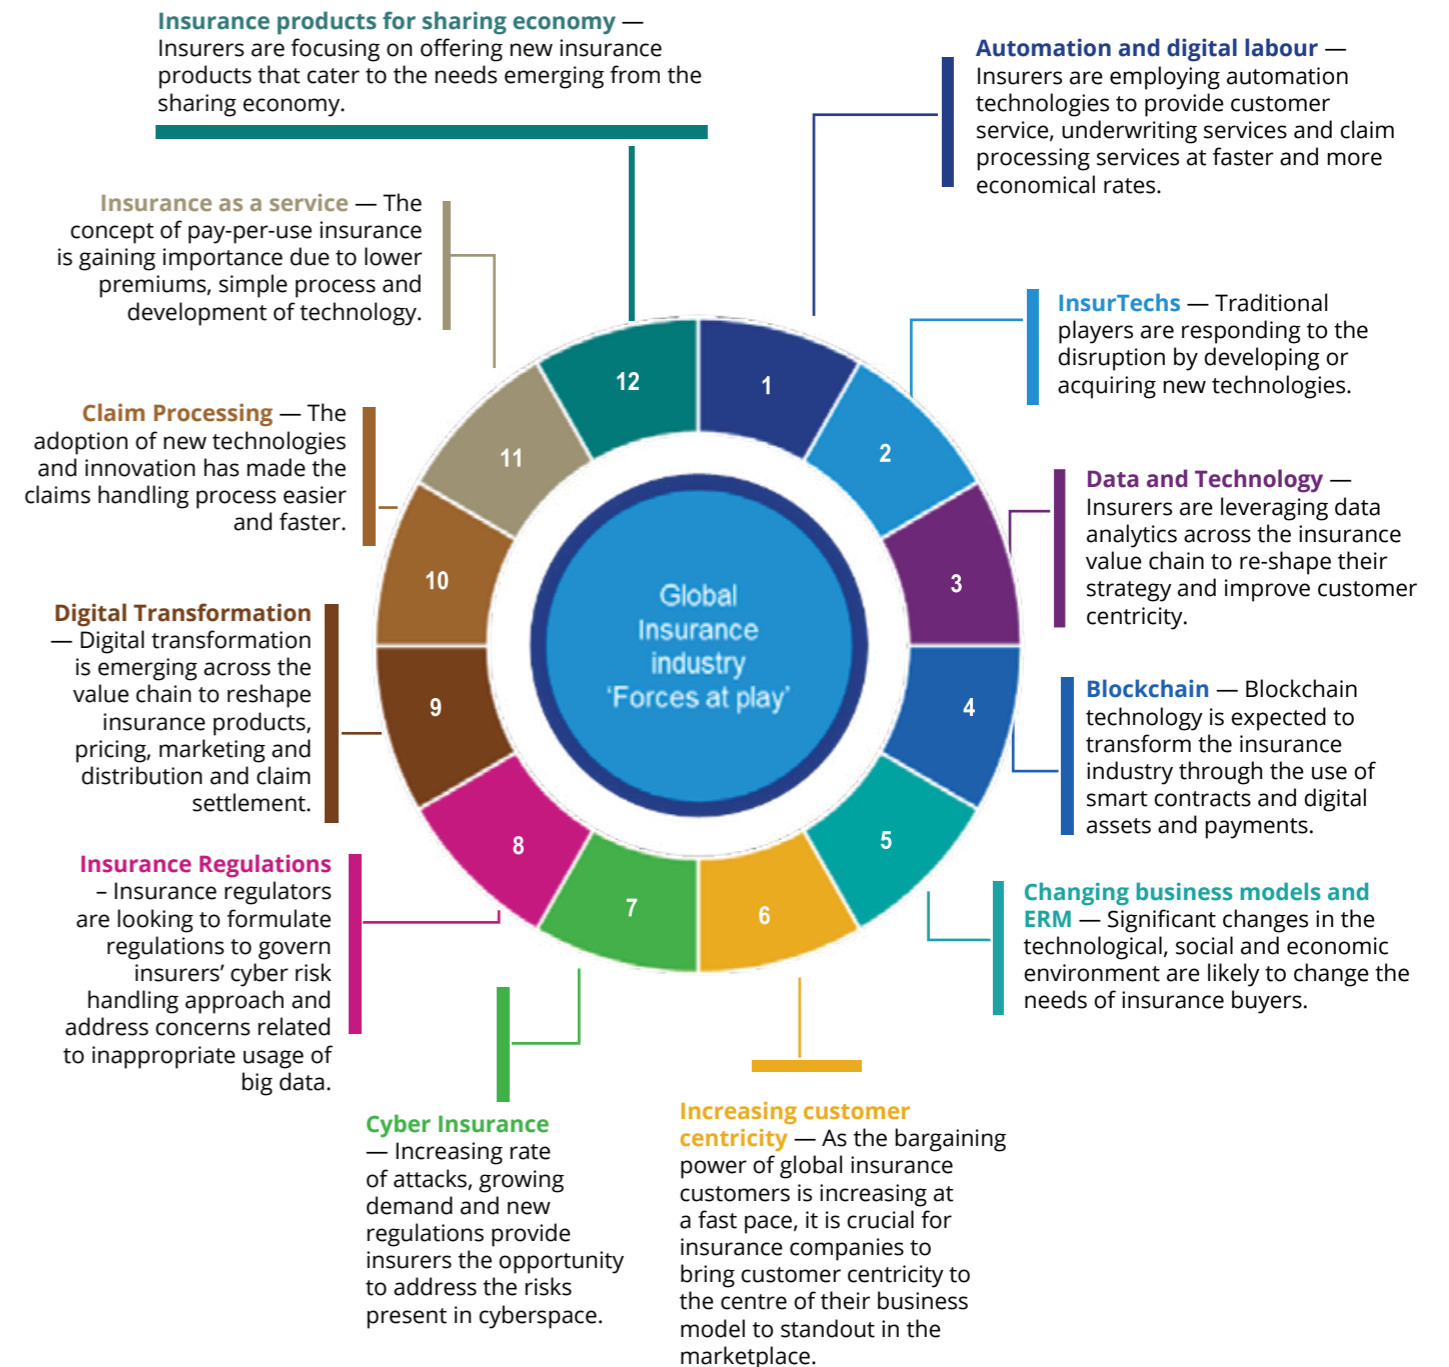 Insurance products for sharing economy —
Insurers are focusing on offering new insurance
products that cater to the needs emerging from the
sharing economy.
Automation and digital labour —
Insurers are employing automation
technologies to provide customer
service, underwriting services and claim
processing services at faster and more
economical rates.
Insurance as a service — The
concept of pay-per-use insurance
is gaining importance due to lower
premiums, simple process and
development of technology.
InsurTechs — Traditional
players are responding to the
disruption by developing or
acquiring new technologies.
Claim Processing — The
adoption of new technologies
and innovation has made the
claims handling process easier
and faster.
Data and Technology —
Insurers are leveraging data
analytics across the insurance
value chain to re-shape their
strategy and improve customer
centricity.
Digital Transformation
— Digital transformation
is emerging across the
value chain to reshape
insurance products,
pricing, marketing and
distribution and claim
settlement.
Blockchain — Blockchain
technology is expected to
transform the insurance
industry through the use of
smart contracts and digital
assets and payments.
Insurance Regulations
– Insurance regulators
are looking to formulate
regulations to govern
insurers’ cyber risk
handling approach and
address concerns related
to inappropriate usage of
big data.
Changing business models and
ERM — Significant changes in the
technological, social and economic
environment are likely to change the
needs of insurance buyers.
Cyber Insurance
— Increasing rate
of attacks, growing
demand and new
regulations provide
insurers the opportunity
to address the risks
present in cyberspace.
Increasing customer
centricity — As the bargaining
power of global insurance
customers is increasing at
a fast pace, it is crucial for
insurance companies to
bring customer centricity to
the centre of their business
model to standout in the
marketplace.
1
2
3
4
5
6
7
8
9
10
11
12
Global
Insurance
industry
‘Forces at play’